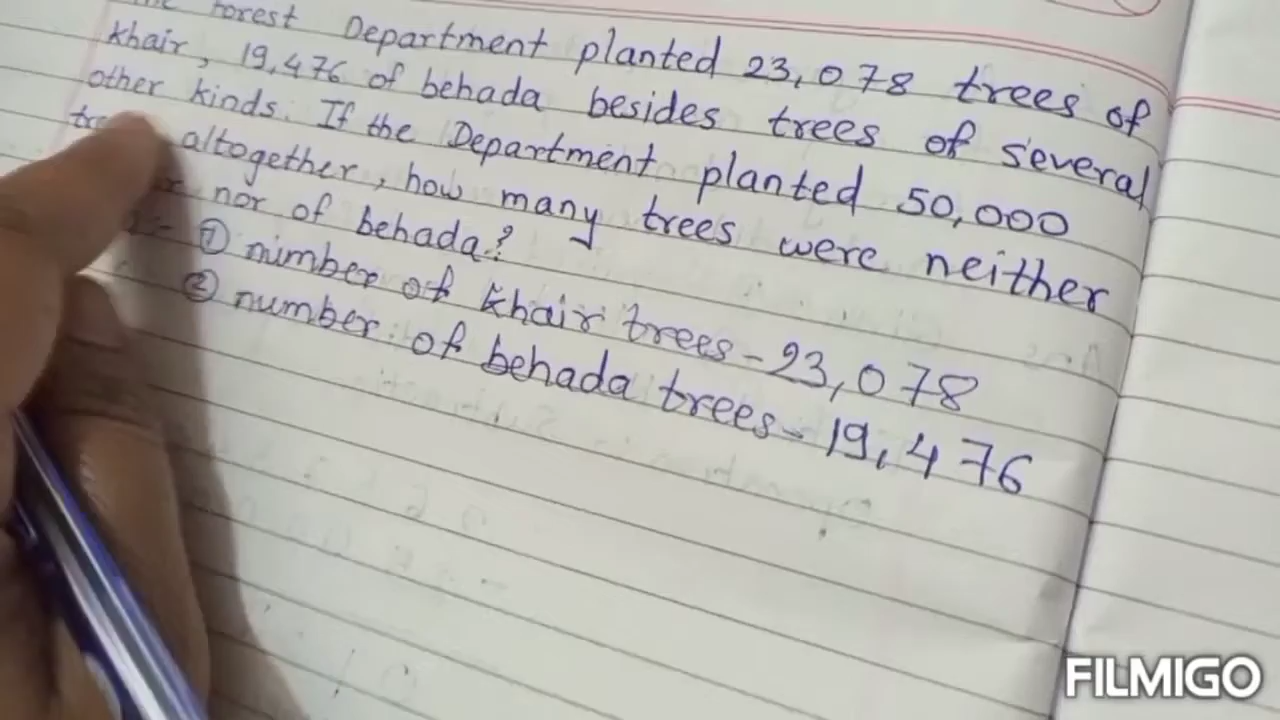 Forest Department planted 23,078 trees of
khair, 19,476 of behada besides trees of several
other kinds. If the Department planted 50,000
altogether, how many trees were neither
nor of behada?
① nimber of khair trees - 23,078
② number of behada trees - 19,476
FILMIGO